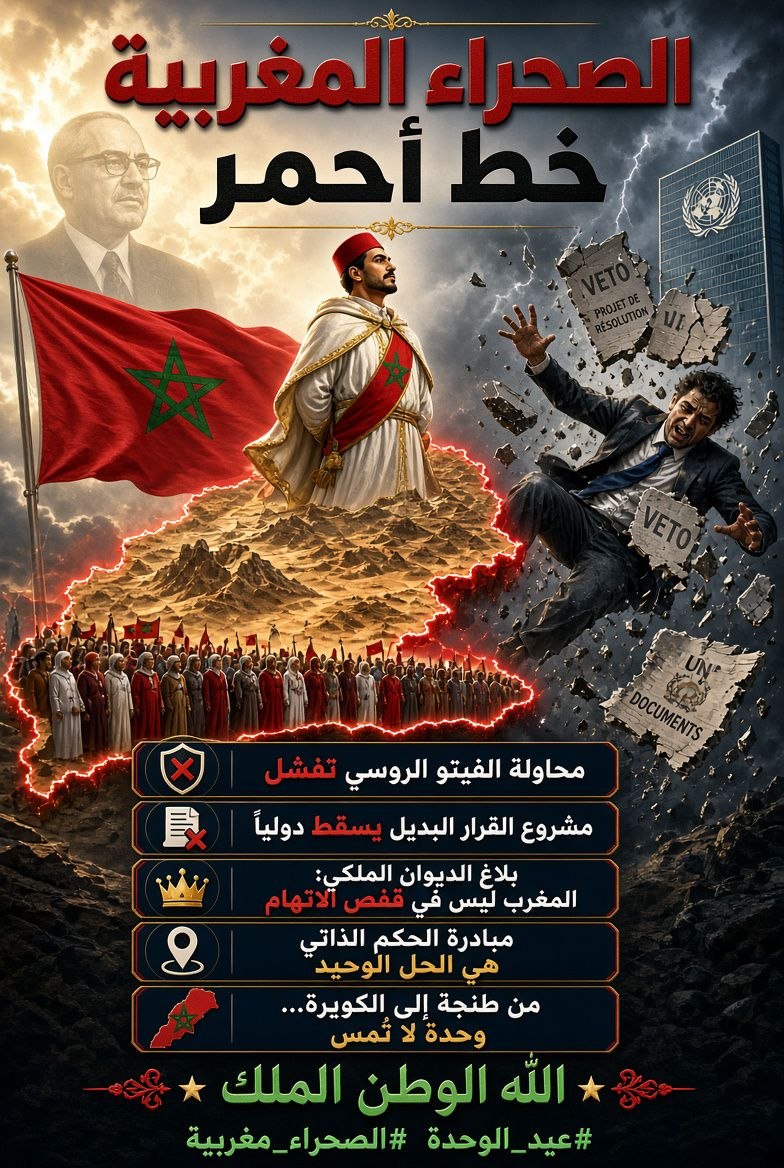 الصحراء المغربية
خط أحمر
VETO
PROJET DE
RÉSOLUTION
VETO
UN
DOCUMENTS
محاولة الفيتو الروسي تفشل
مشروع القرار البديل يسقط دولياً
بلاغ الديوان الملكي:
المغرب ليس في قفص الاتهام
مبادرة الحكم الذاتي
هي الحل الوحيد
من طنجة إلى الكويرة...
وحدة لا تُمس
الله الوطن الملك
#عيد_الوحدة #الصحراء_مغربية